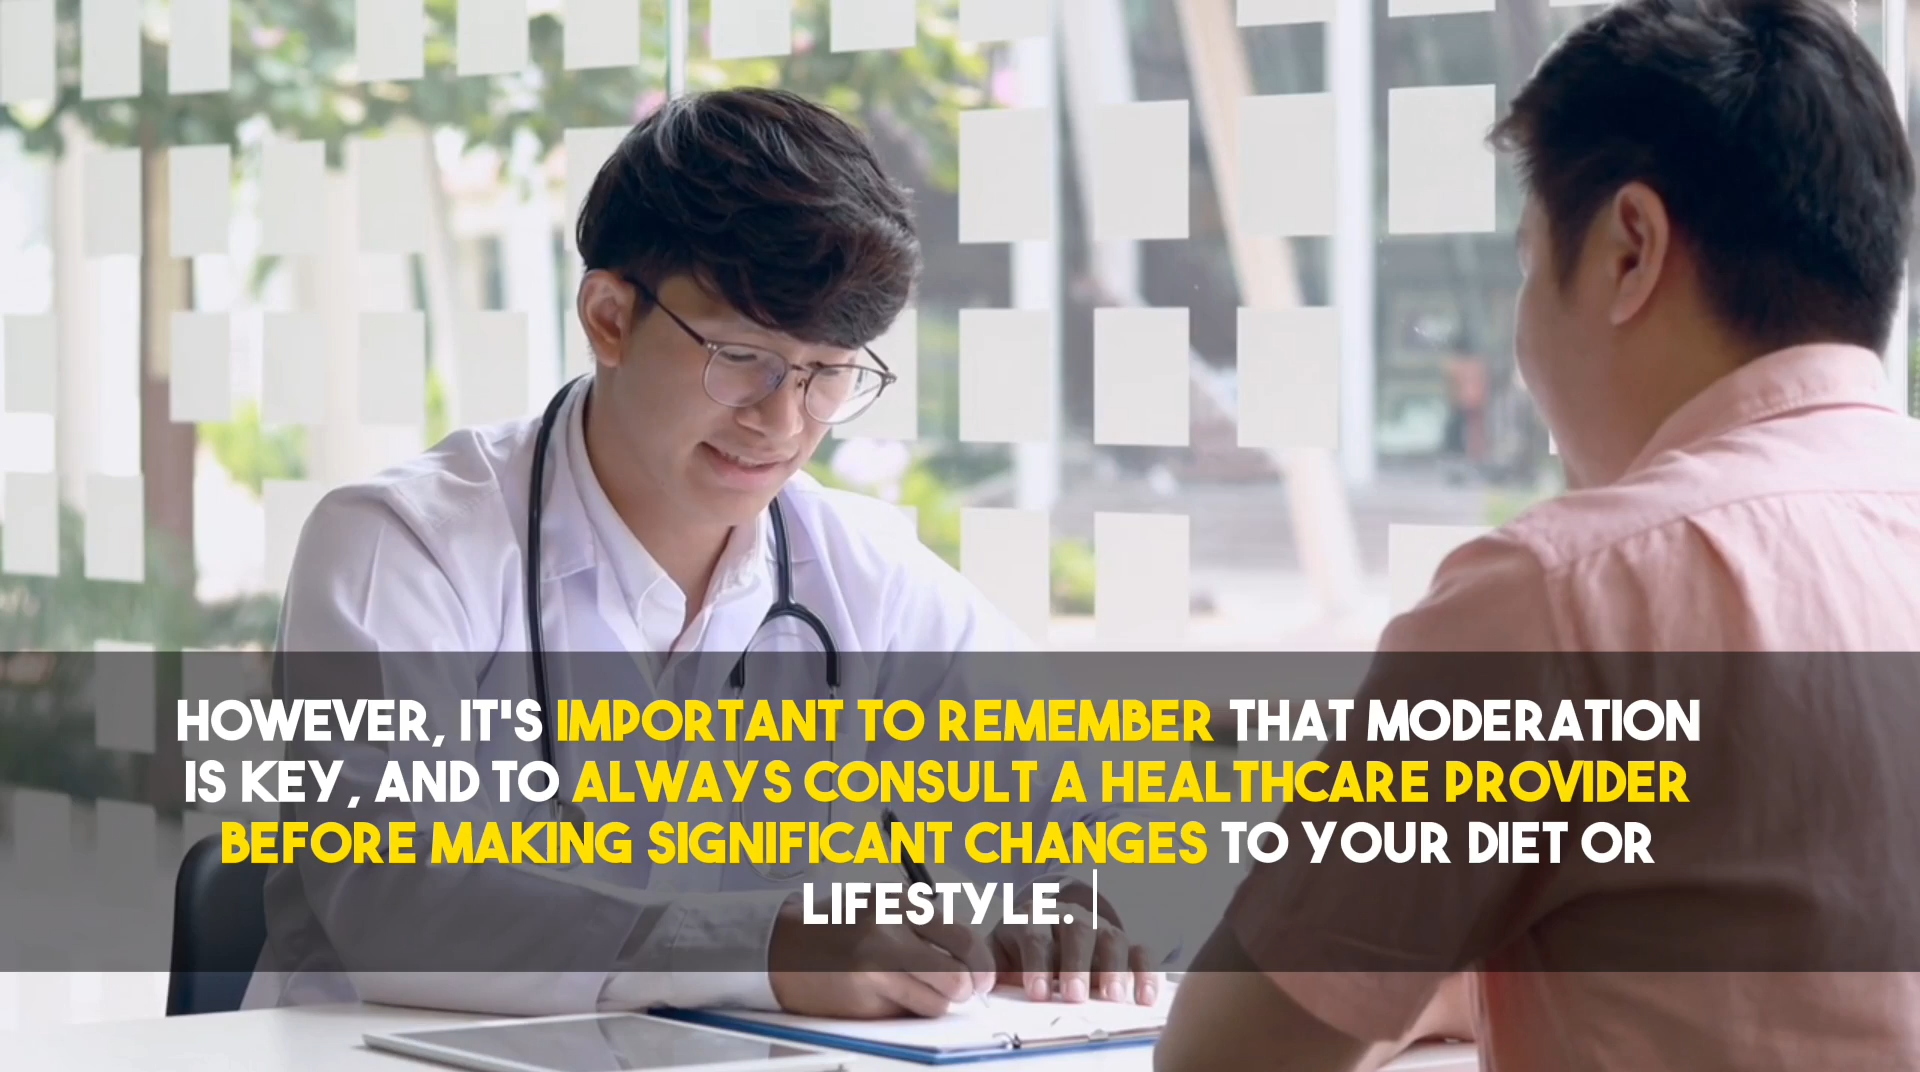 HOWEVER, IT'S IMPORTANT TO REMEMBER THAT MODERATION
IS KEY, AND TO ALWAYS CONSULT A HEALTHCARE PROVIDER
BEFORE MAKING SIGNIFICANT CHANGES TO YOUR DIET OR
LIFESTYLE.